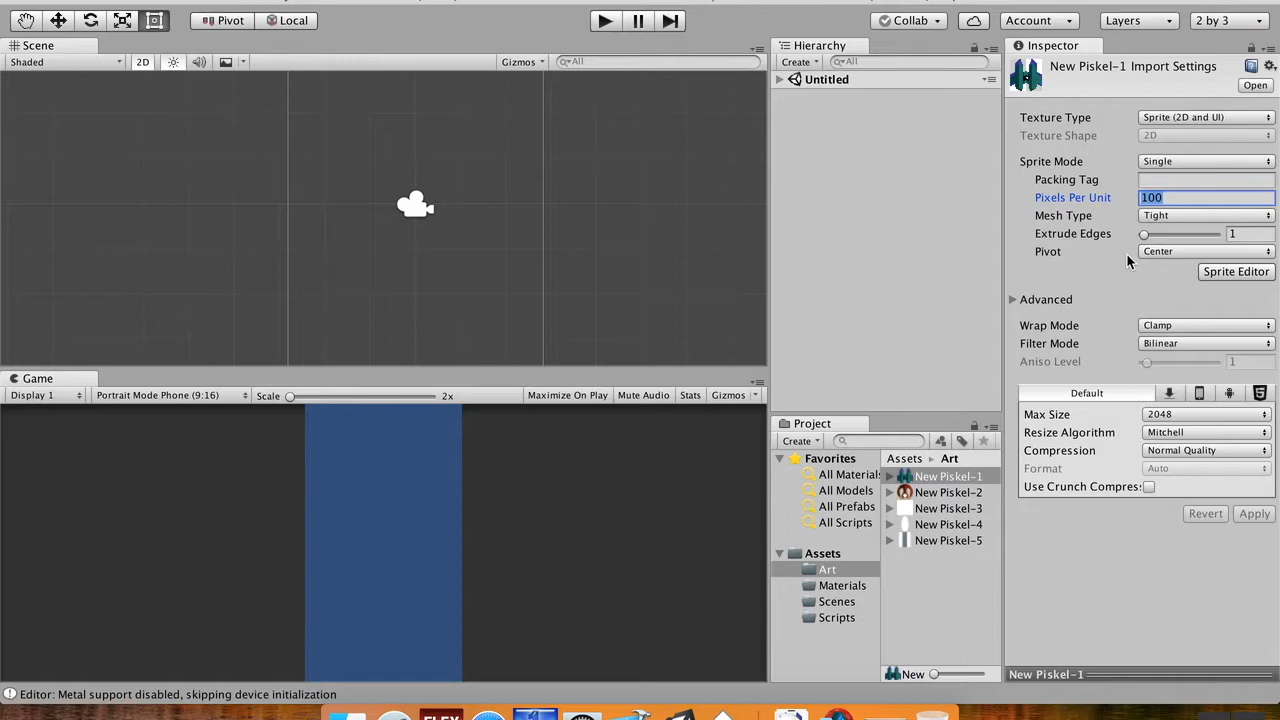 Pivot Local Collab Account Layers 2 by 3
Scene
Shaded 2D Gizmos All
Game
Display 1 Portrait Mode Phone (9:16) Scale 2x Maximize On Play Mute Audio Stats Gizmos
Hierarchy
Create All
Untitled
Project
Create
Favorites
All Materials
All Models
All Prefabs
All Scripts
Assets
Art
Materials
Scenes
Scripts
Assets Art
New Piskel-1
New Piskel-2
New Piskel-3
New Piskel-4
New Piskel-5
New
Inspector
New Piskel-1 Import Settings
Open
Texture Type Sprite (2D and UI)
Texture Shape 2D
Sprite Mode Single
Packing Tag
Pixels Per Unit 100
Mesh Type Tight
Extrude Edges 1
Pivot Center
Sprite Editor
Advanced
Wrap Mode Clamp
Filter Mode Bilinear
Aniso Level 1
Default
Max Size 2048
Resize Algorithm Mitchell
Compression Normal Quality
Format Auto
Use Crunch Compres
Revert Apply
New Piskel-1
Editor: Metal support disabled, skipping device initialization
FLEX